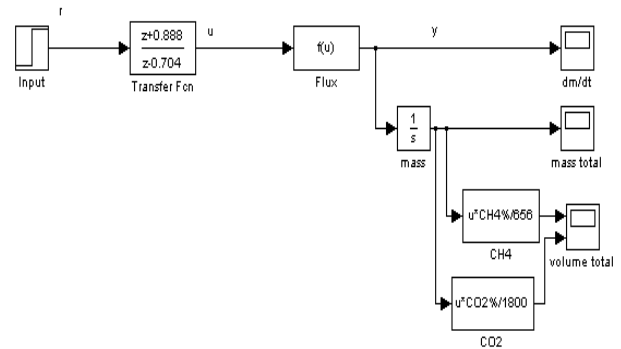 r
u
y
z+0.888
z-0.704
f(u)
Input
Transfer Fcn
Flux
dm/dt
1
s
mass
mass total
u*CH4%/656
CH4
volume total
u*CO2%/1800
CO2